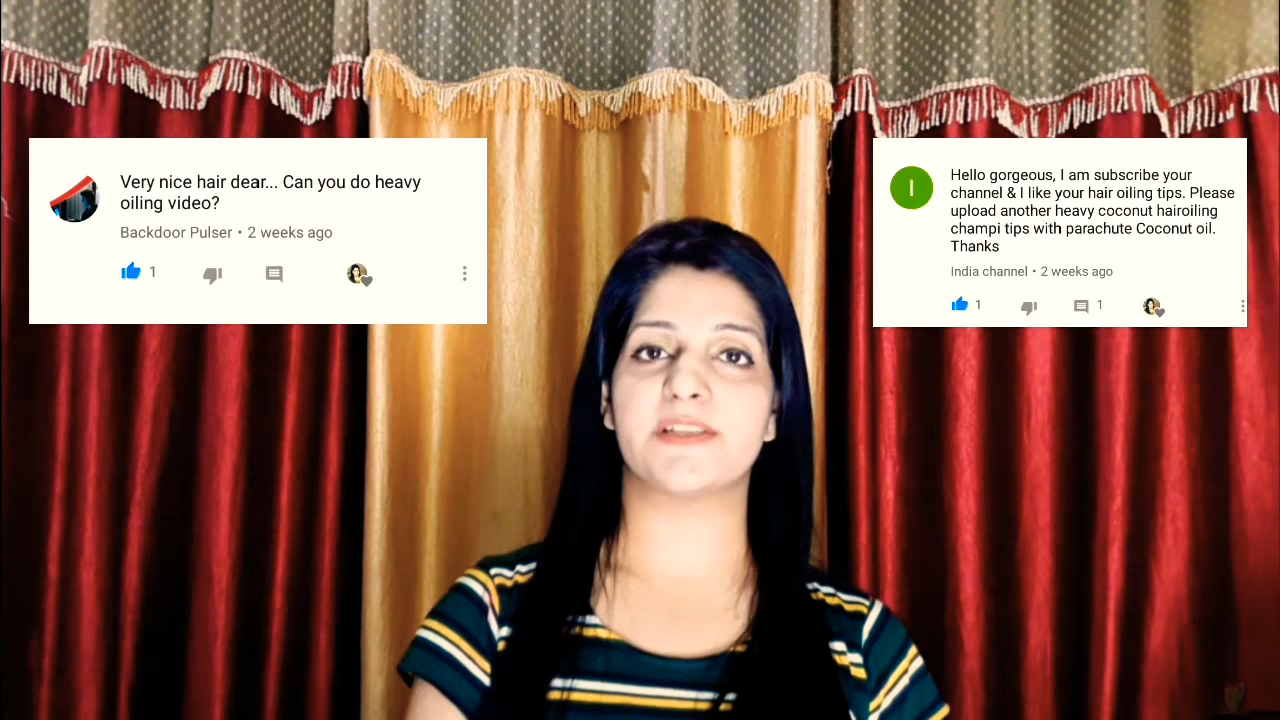 Very nice hair dear... Can you do heavy
oiling video?
Backdoor Pulser • 2 weeks ago
1
I
Hello gorgeous, I am subscribe your
channel & I like your hair oiling tips. Please
upload another heavy coconut hairoiling
champi tips with parachute Coconut oil.
Thanks
India channel • 2 weeks ago
1 1